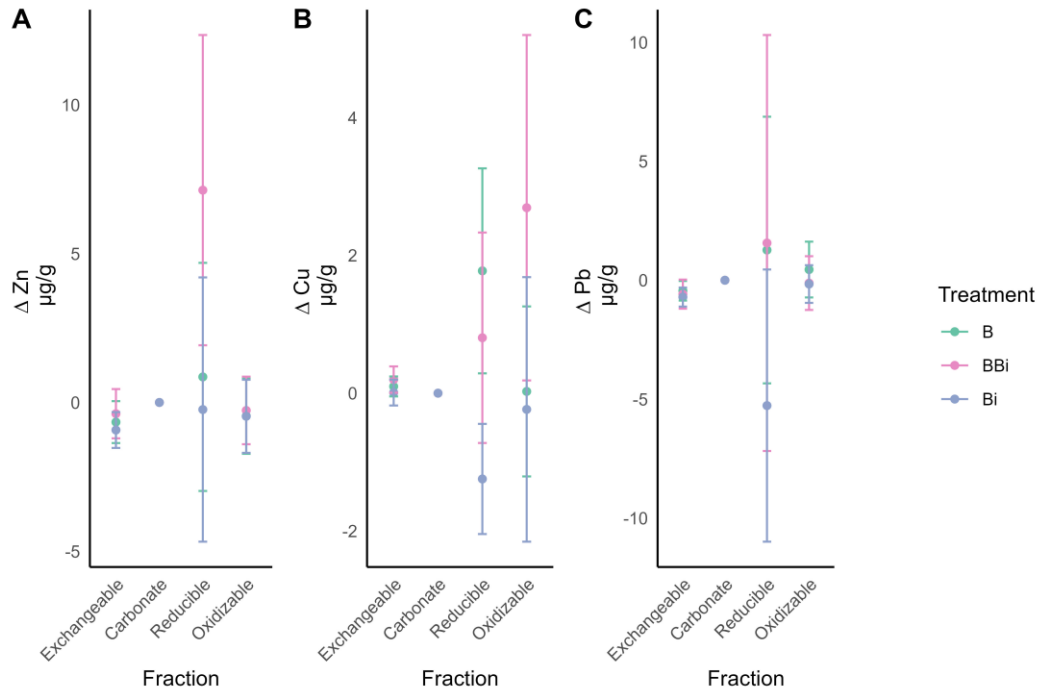 A
Δ Zn
µg/g
10
5
0
-5
Exchangeable
Carbonate
Reducible
Oxidizable
Fraction
B
Δ Cu
µg/g
4
2
0
-2
Exchangeable
Carbonate
Reducible
Oxidizable
Fraction
C
Δ Pb
µg/g
10
5
0
-5
-10
Exchangeable
Carbonate
Reducible
Oxidizable
Fraction
Treatment
B
BBi
Bi